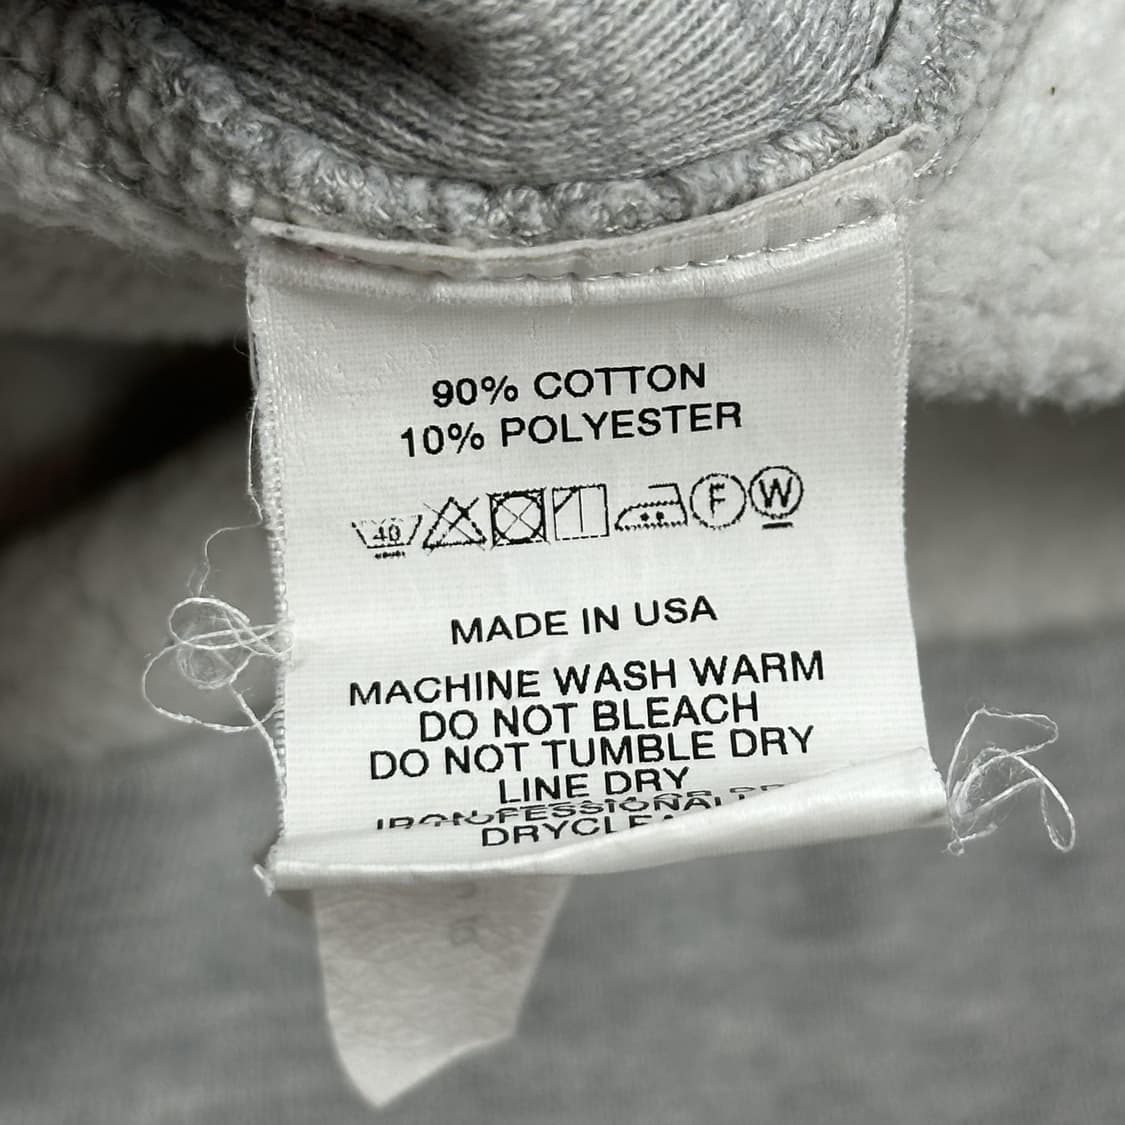 90% COTTON
10% POLYESTER
40 F W
MADE IN USA
MACHINE WASH WARM
DO NOT BLEACH
DO NOT TUMBLE DRY
LINE DRY